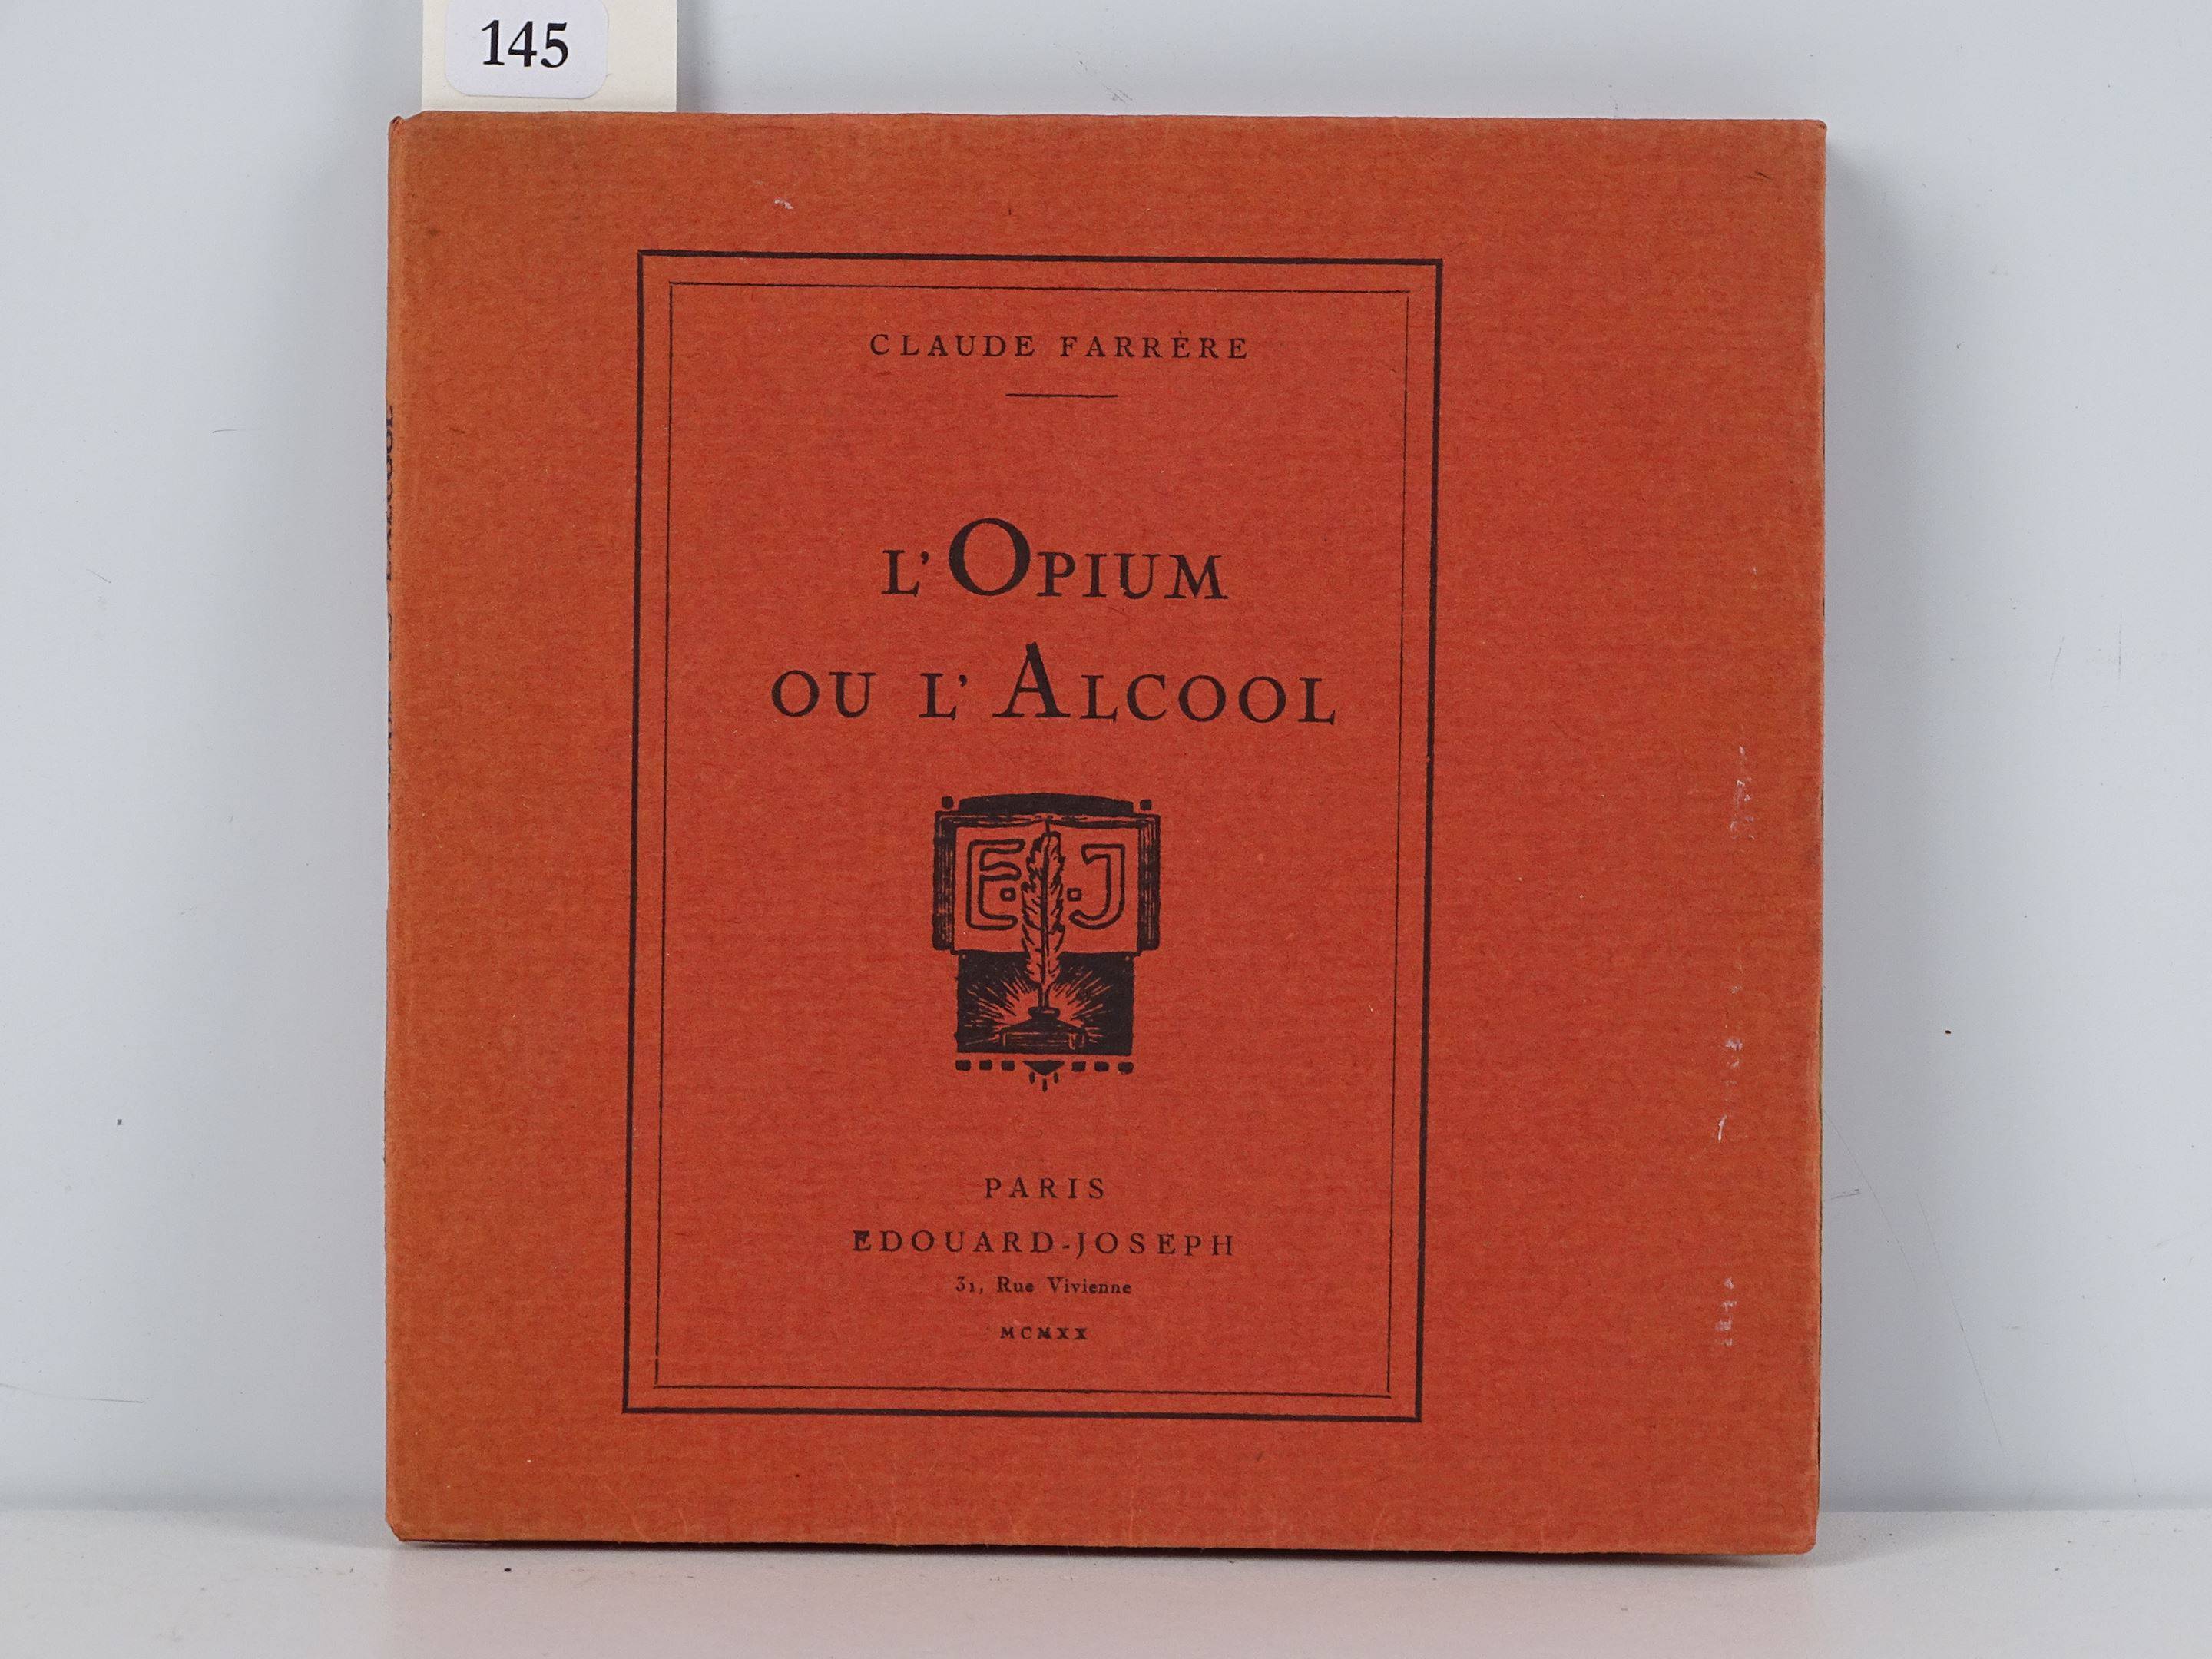 145
CLAUDE FARRÈRE
L'OPIUM
OU L'ALCOOL
E. J
PARIS
EDOUARD-JOSEPH
31, Rue Vivienne
MCMXX